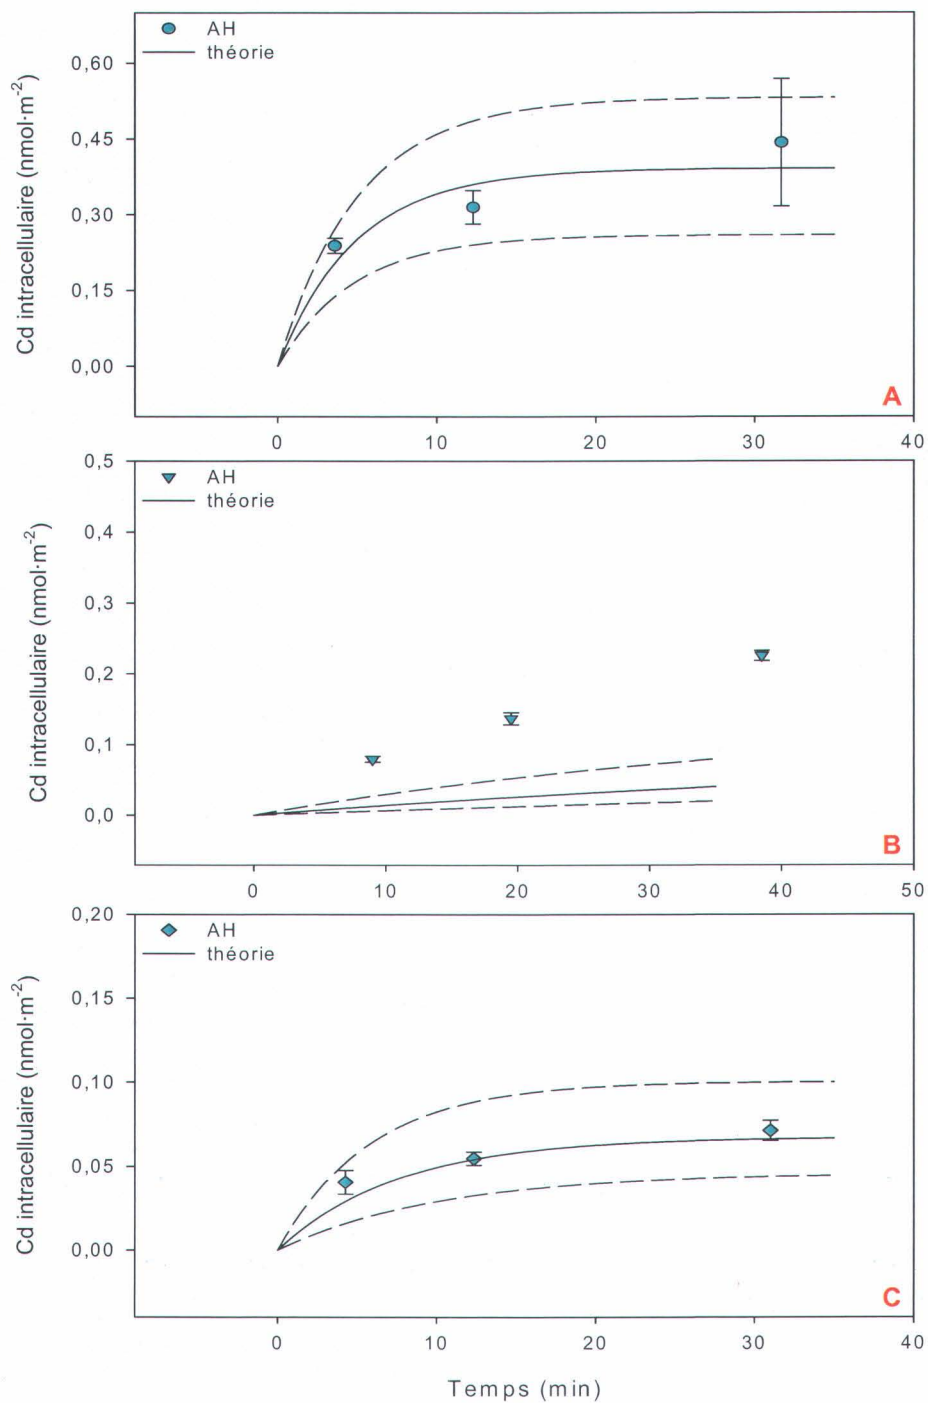 AH
théorie
0,60
0,45
0,30
0,15
0,00
Cd intracellulaire (nmol·m-2)
A
0 10 20 30 40
AH
théorie
0,5
0,4
0,3
0,2
0,1
0,0
Cd intracellulaire (nmol·m-2)
B
0 10 20 30 40 50
AH
théorie
0,20
0,15
0,10
0,05
0,00
Cd intracellulaire (nmol·m-2)
C
0 10 20 30 40
Temps (min)